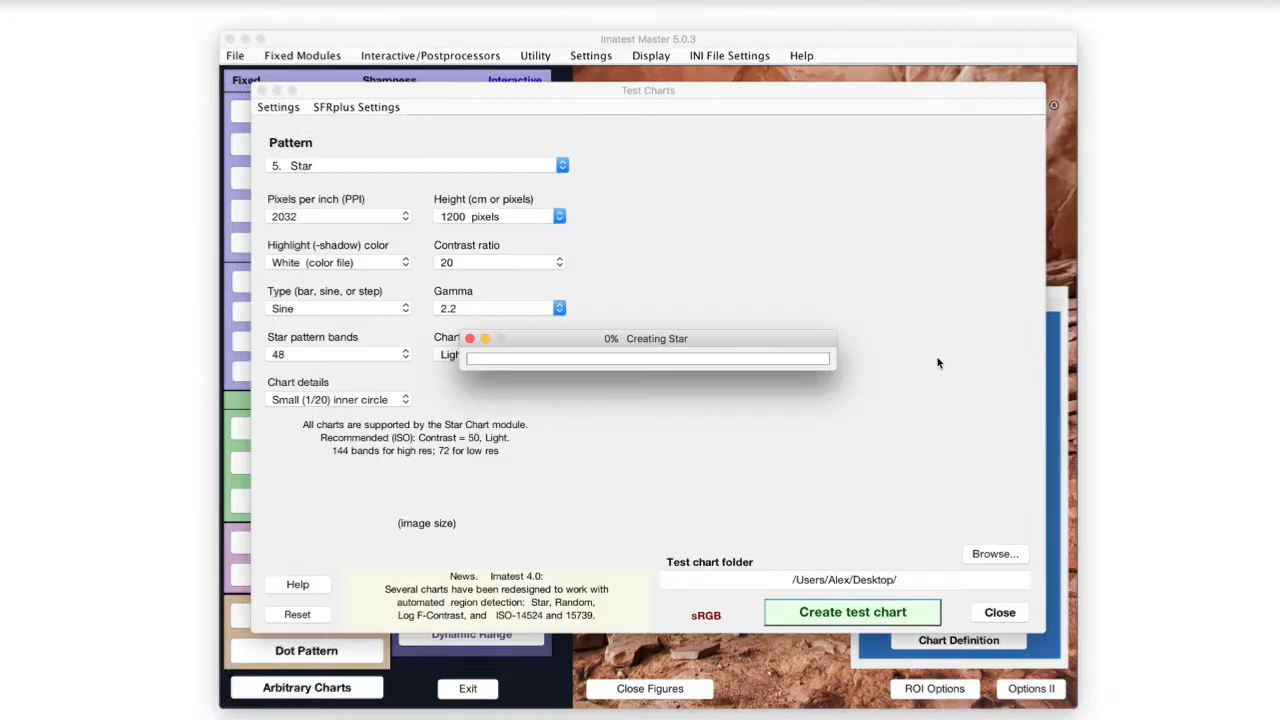 Imatest Master 5.0.3
File Fixed Modules Interactive/Postprocessors Utility Settings Display INI File Settings Help
Fixed Sharpness Interactive
Test Charts
Settings SFRplus Settings
®
Pattern
5. Star
Pixels per inch (PPI) Height (cm or pixels)
2032 1200 pixels
Highlight (-shadow) color Contrast ratio
White (color file) 20
Type (bar, sine, or step) Gamma
Sine 2.2
Star pattern bands Chart
0% Creating Star
48 Ligh
Chart details
Small (1/20) inner circle
All charts are supported by the Star Chart module.
Recommended (ISO): Contrast = 50, Light.
144 bands for high res; 72 for low res
(image size)
Browse...
Test chart folder
/Users/Alex/Desktop/
News. Imatest 4.0:
Several charts have been redesigned to work with
automated region detection: Star, Random,
Log F-Contrast, and ISO-14524 and 15739.
Help
Reset
sRGB Create test chart Close
Dynamic Range
Chart Definition
Dot Pattern
Arbitrary Charts Exit Close Figures ROI Options Options II